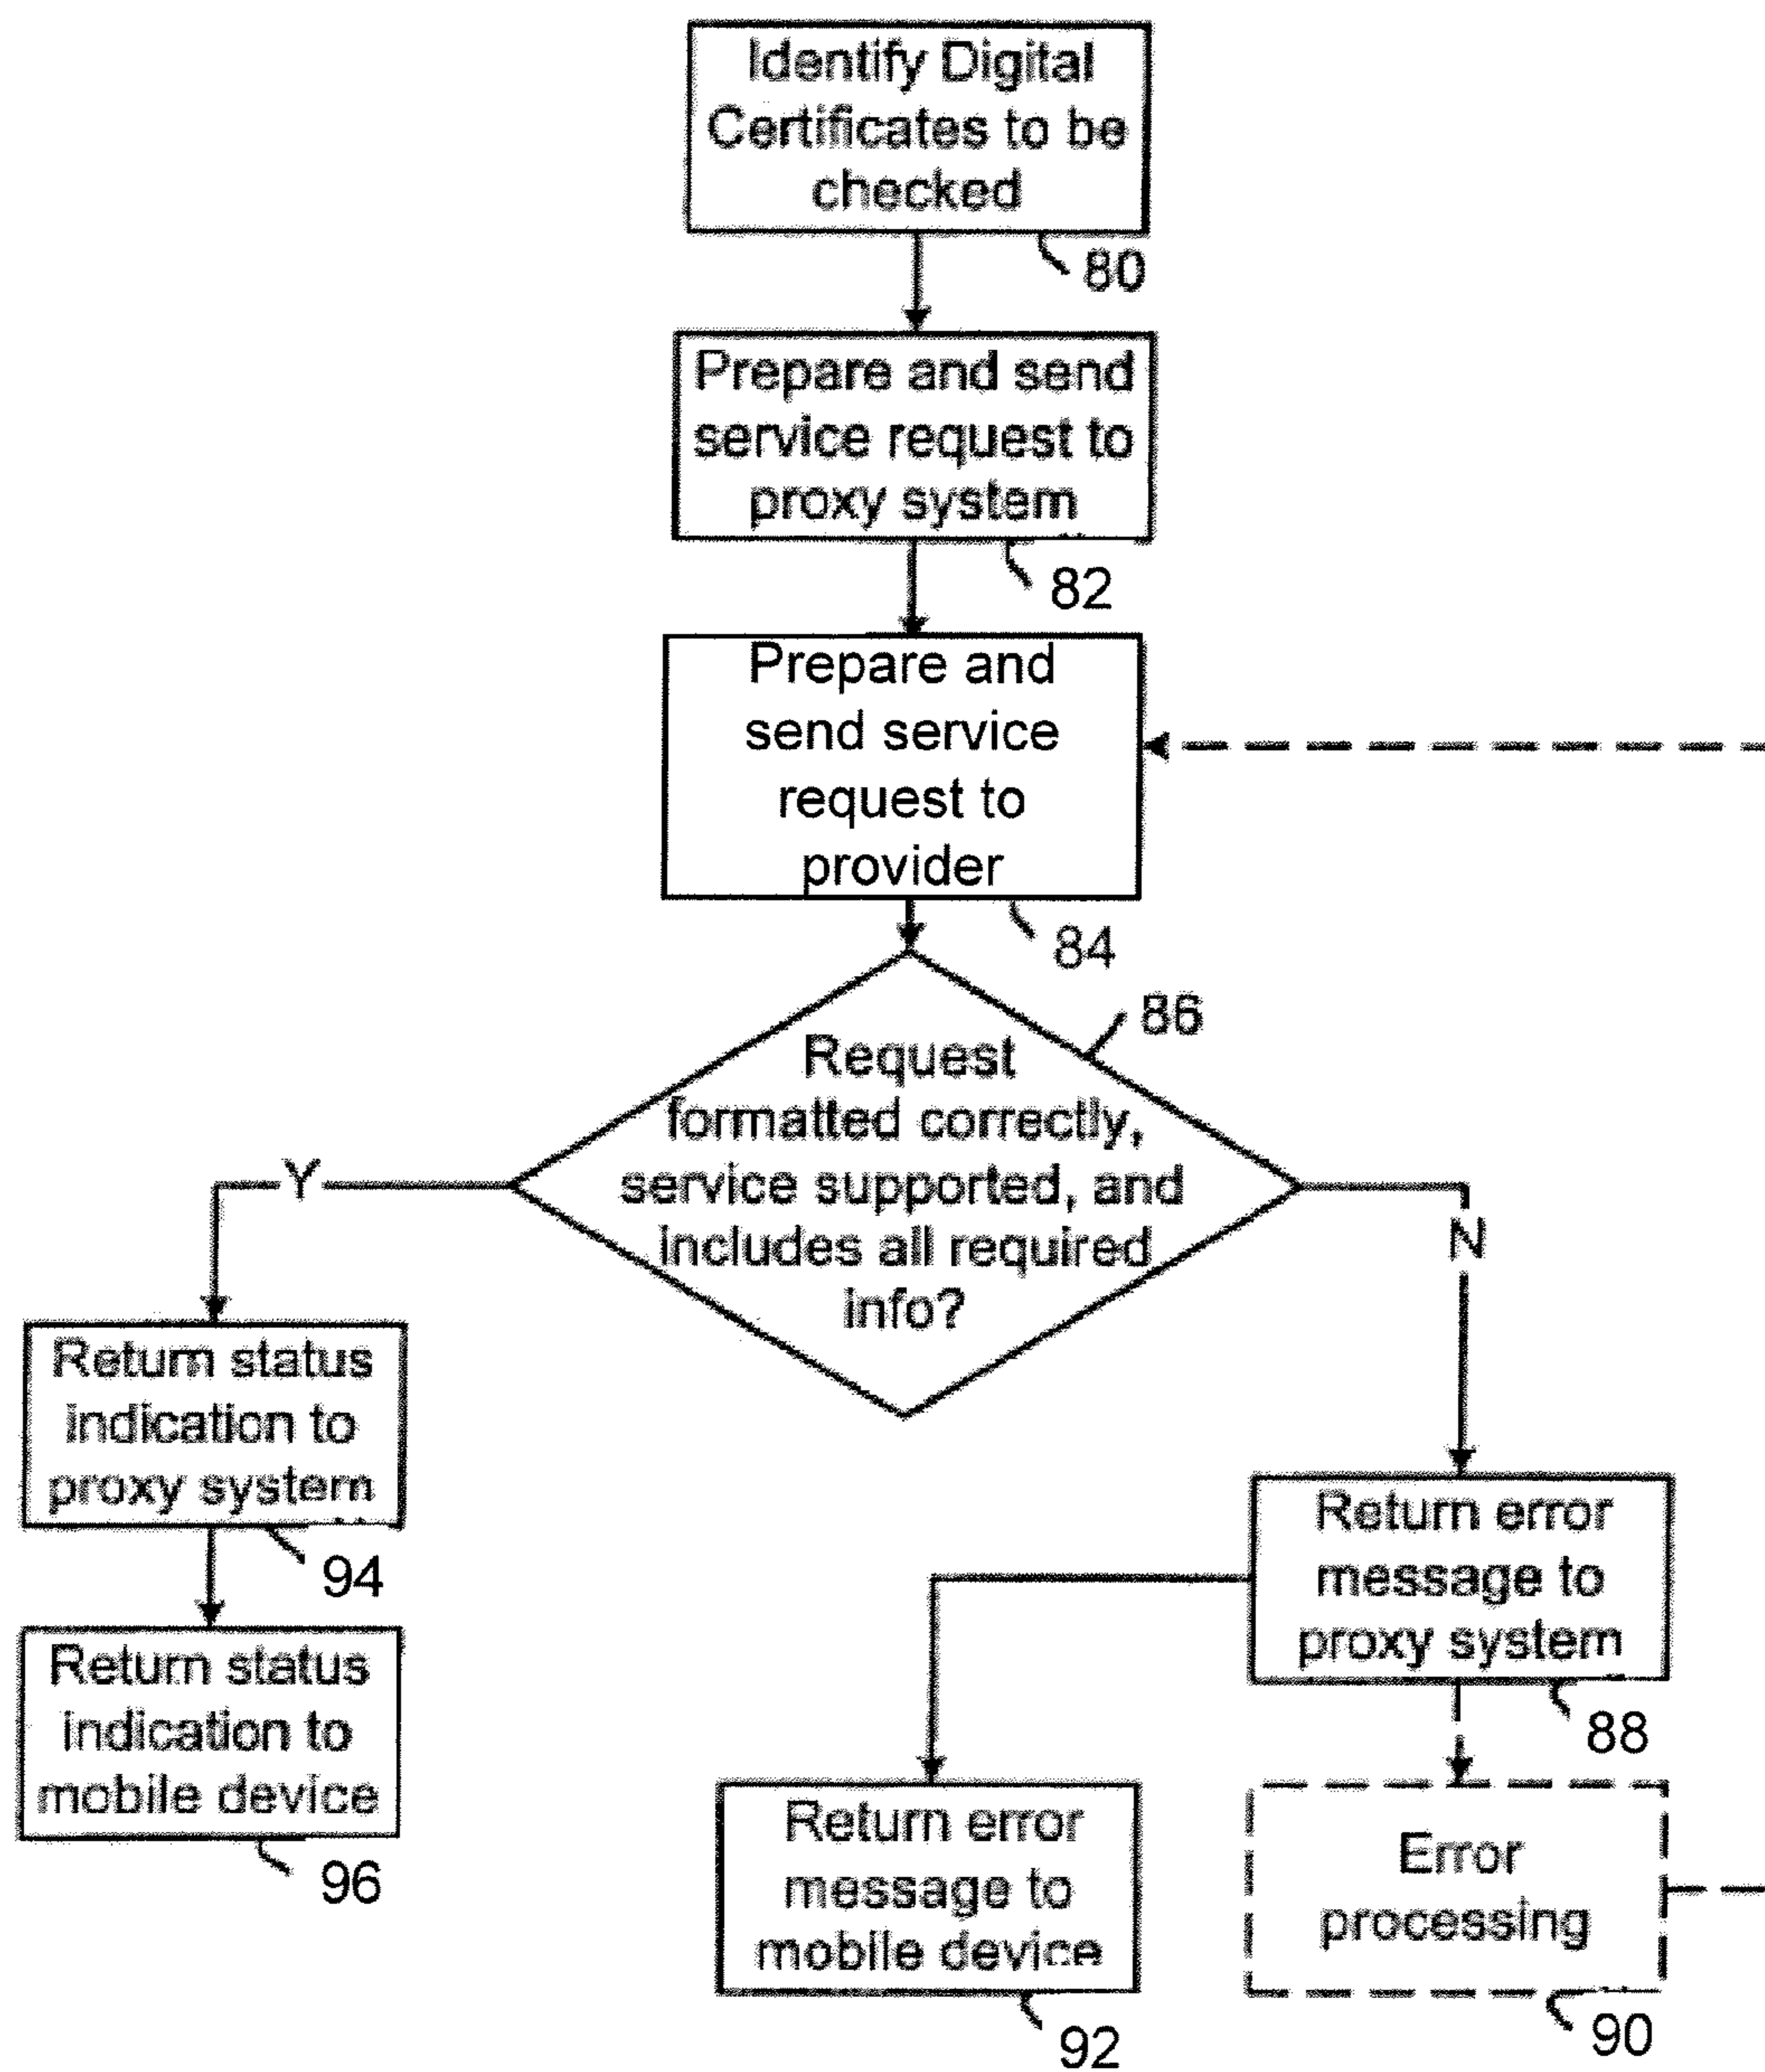 Identify Digital
Certificates to be
checked
80
Prepare and send
service request to
proxy system
82
Prepare and
send service
request to
provider
84
86
Request
formatted correctly,
service supported, and
includes all required
info?
Y
N
Return status
indication to
proxy system
94
Return status
indication to
mobile device
96
Return error
message to
proxy system
88
Return error
message to
mobile device
92
Error
processing
90